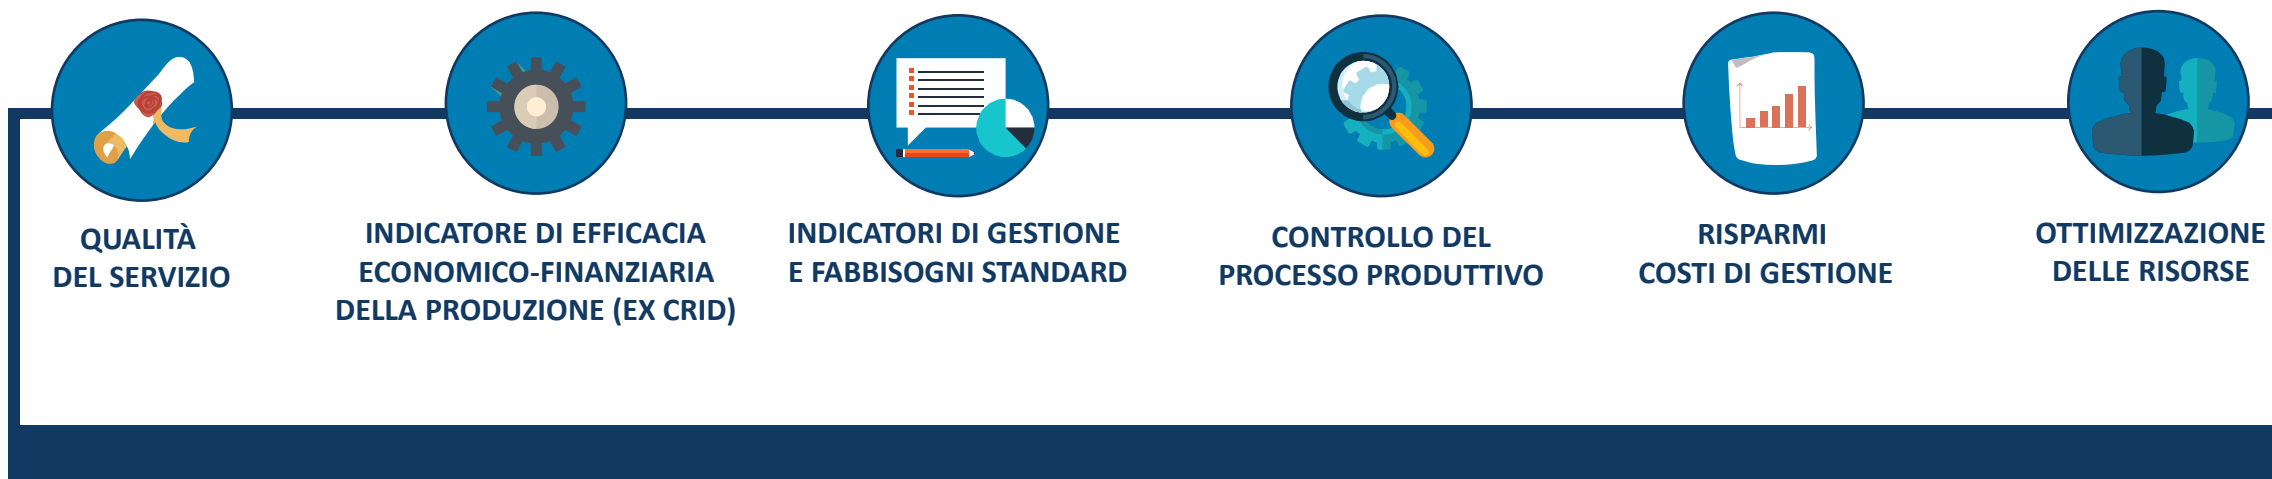 QUALITÀ
DEL SERVIZIO
INDICATORE DI EFFICACIA
ECONOMICO-FINANZIARIA
DELLA PRODUZIONE (EX CRID)
INDICATORI DI GESTIONE
E FABBISOGNI STANDARD
CONTROLLO DEL
PROCESSO PRODUTTIVO
RISPARMI
COSTI DI GESTIONE
OTTIMIZZAZIONE
DELLE RISORSE